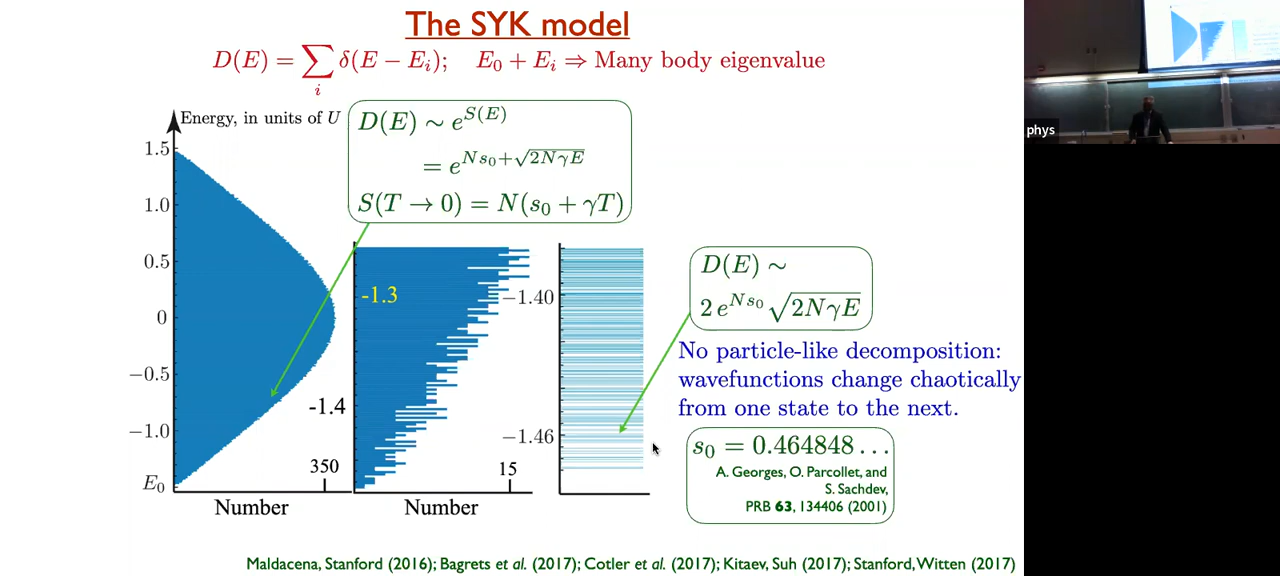 The SYK model
D(E) = ∑_i δ(E − E_i);   E_0 + E_i ⇒ Many body eigenvalue
Energy, in units of U
D(E) ∼ e^{S(E)}
= e^{N s_0 + √(2NγE)}
S(T → 0) = N(s_0 + γT)
1.5
1.0
0.5
0
−0.5
−1.0
E_0
350
Number
-1.3
-1.4
15
Number
−1.40
−1.46
D(E) ∼
2 e^{N s_0} √(2NγE)
No particle-like decomposition:
wavefunctions change chaotically
from one state to the next.
s_0 = 0.464848 . . .
A. Georges, O. Parcollet, and
S. Sachdev,
PRB 63, 134406 (2001)
Maldacena, Stanford (2016); Bagrets et al. (2017); Cotler et al. (2017); Kitaev, Suh (2017); Stanford, Witten (2017)
phys